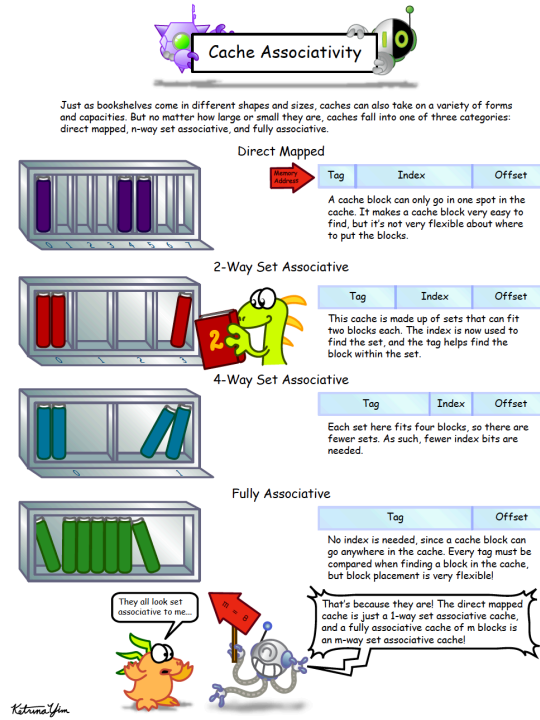 Cache Associativity
Just as bookshelves come in different shapes and sizes, caches can also take on a variety of forms
and capacities. But no matter how large or small they are, caches fall into one of three categories:
direct mapped, n-way set associative, and fully associative.
Direct Mapped
Memory
Address
Tag Index Offset
A cache block can only go in one spot in the
cache. It makes a cache block very easy to
find, but it's not very flexible about where
to put the blocks.
0 1 2 3 4 5 6 7
2-Way Set Associative
Tag Index Offset
This cache is made up of sets that can fit
two blocks each. The index is now used to
find the set, and the tag helps find the
block within the set.
2
0 1 2 3
4-Way Set Associative
Tag Index Offset
Each set here fits four blocks, so there are
fewer sets. As such, fewer index bits are
needed.
0 1
Fully Associative
Tag Offset
No index is needed, since a cache block can
go anywhere in the cache. Every tag must be
compared when finding a block in the cache,
but block placement is very flexible!
They all look set
associative to me...
m = 8
That's because they are! The direct mapped
cache is just a 1-way set associative cache,
and a fully associative cache of m blocks is
an m-way set associative cache!
Ketrina Yim